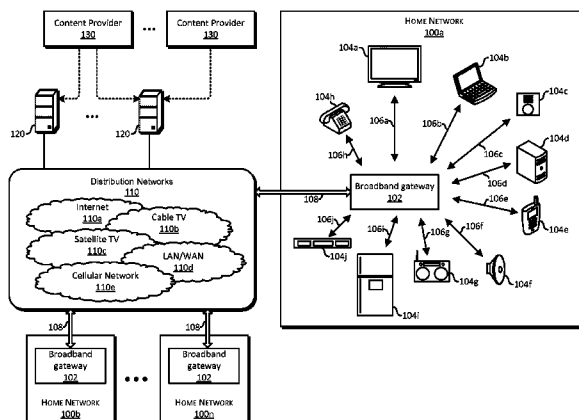 Content Provider
130
...
Content Provider
130
120
...
120
Distribution Networks
110
Internet
110a
Cable TV
110b
Satellite TV
110c
LAN/WAN
110d
Cellular Network
110e
108
108
108
Broadband
gateway
102
HOME NETWORK
100b
Broadband
gateway
102
HOME NETWORK
100n
HOME NETWORK
100a
104a
104b
104c
104d
104e
104f
104g
104h
104i
104j
106a
106b
106c
106d
106e
106f
106g
106h
106i
106j
Broadband gateway
102